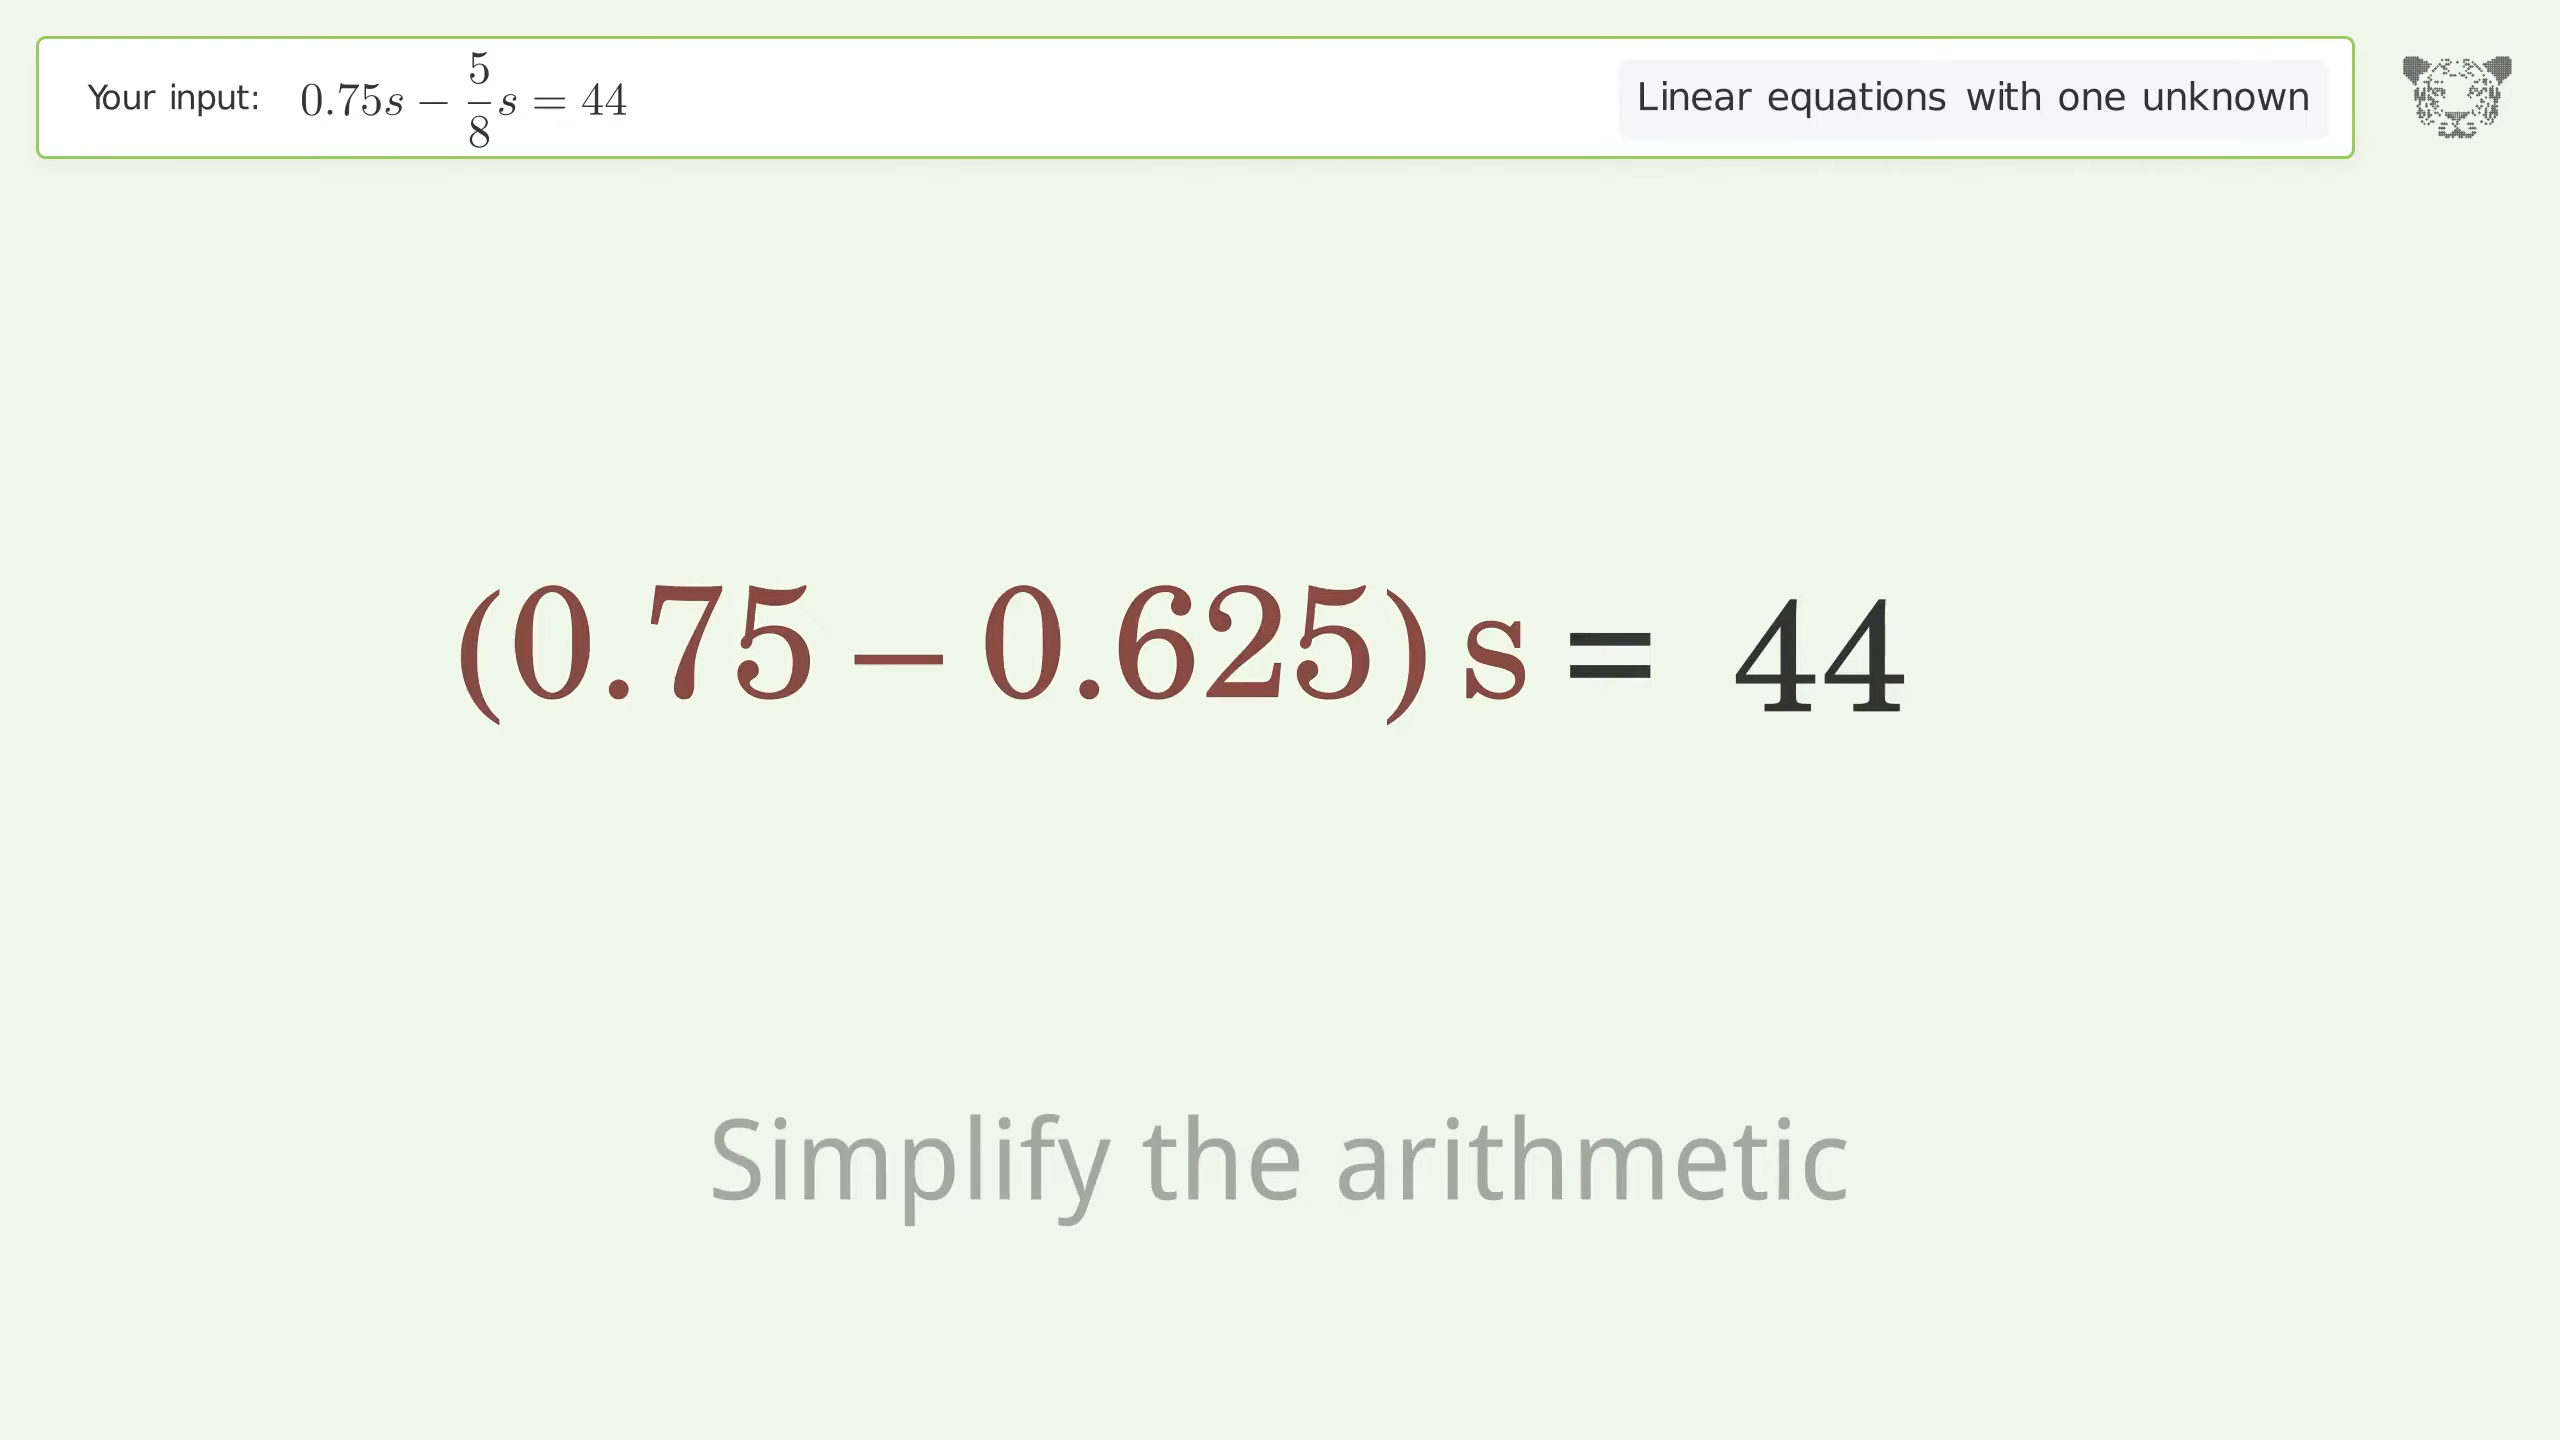 Your input: 0.75s − 5/8 s = 44
Linear equations with one unknown
(0.75 − 0.625) s = 44
Simplify the arithmetic